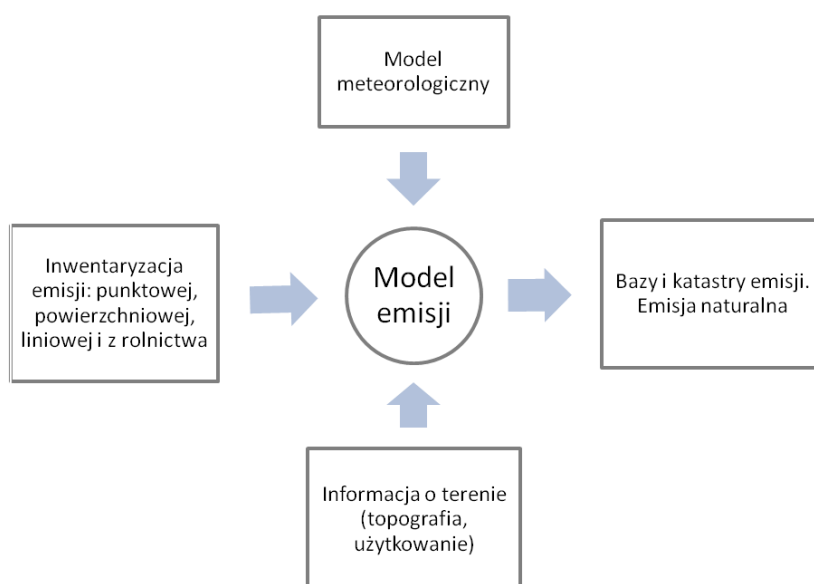 Model
meteorologiczny
Inwentaryzacja
emisji: punktowej,
powierzchniowej,
liniowej i z rolnictwa
Model
emisji
Bazy i katastry emisji.
Emisja naturalna
Informacja o terenie
(topografia,
użytkowanie)